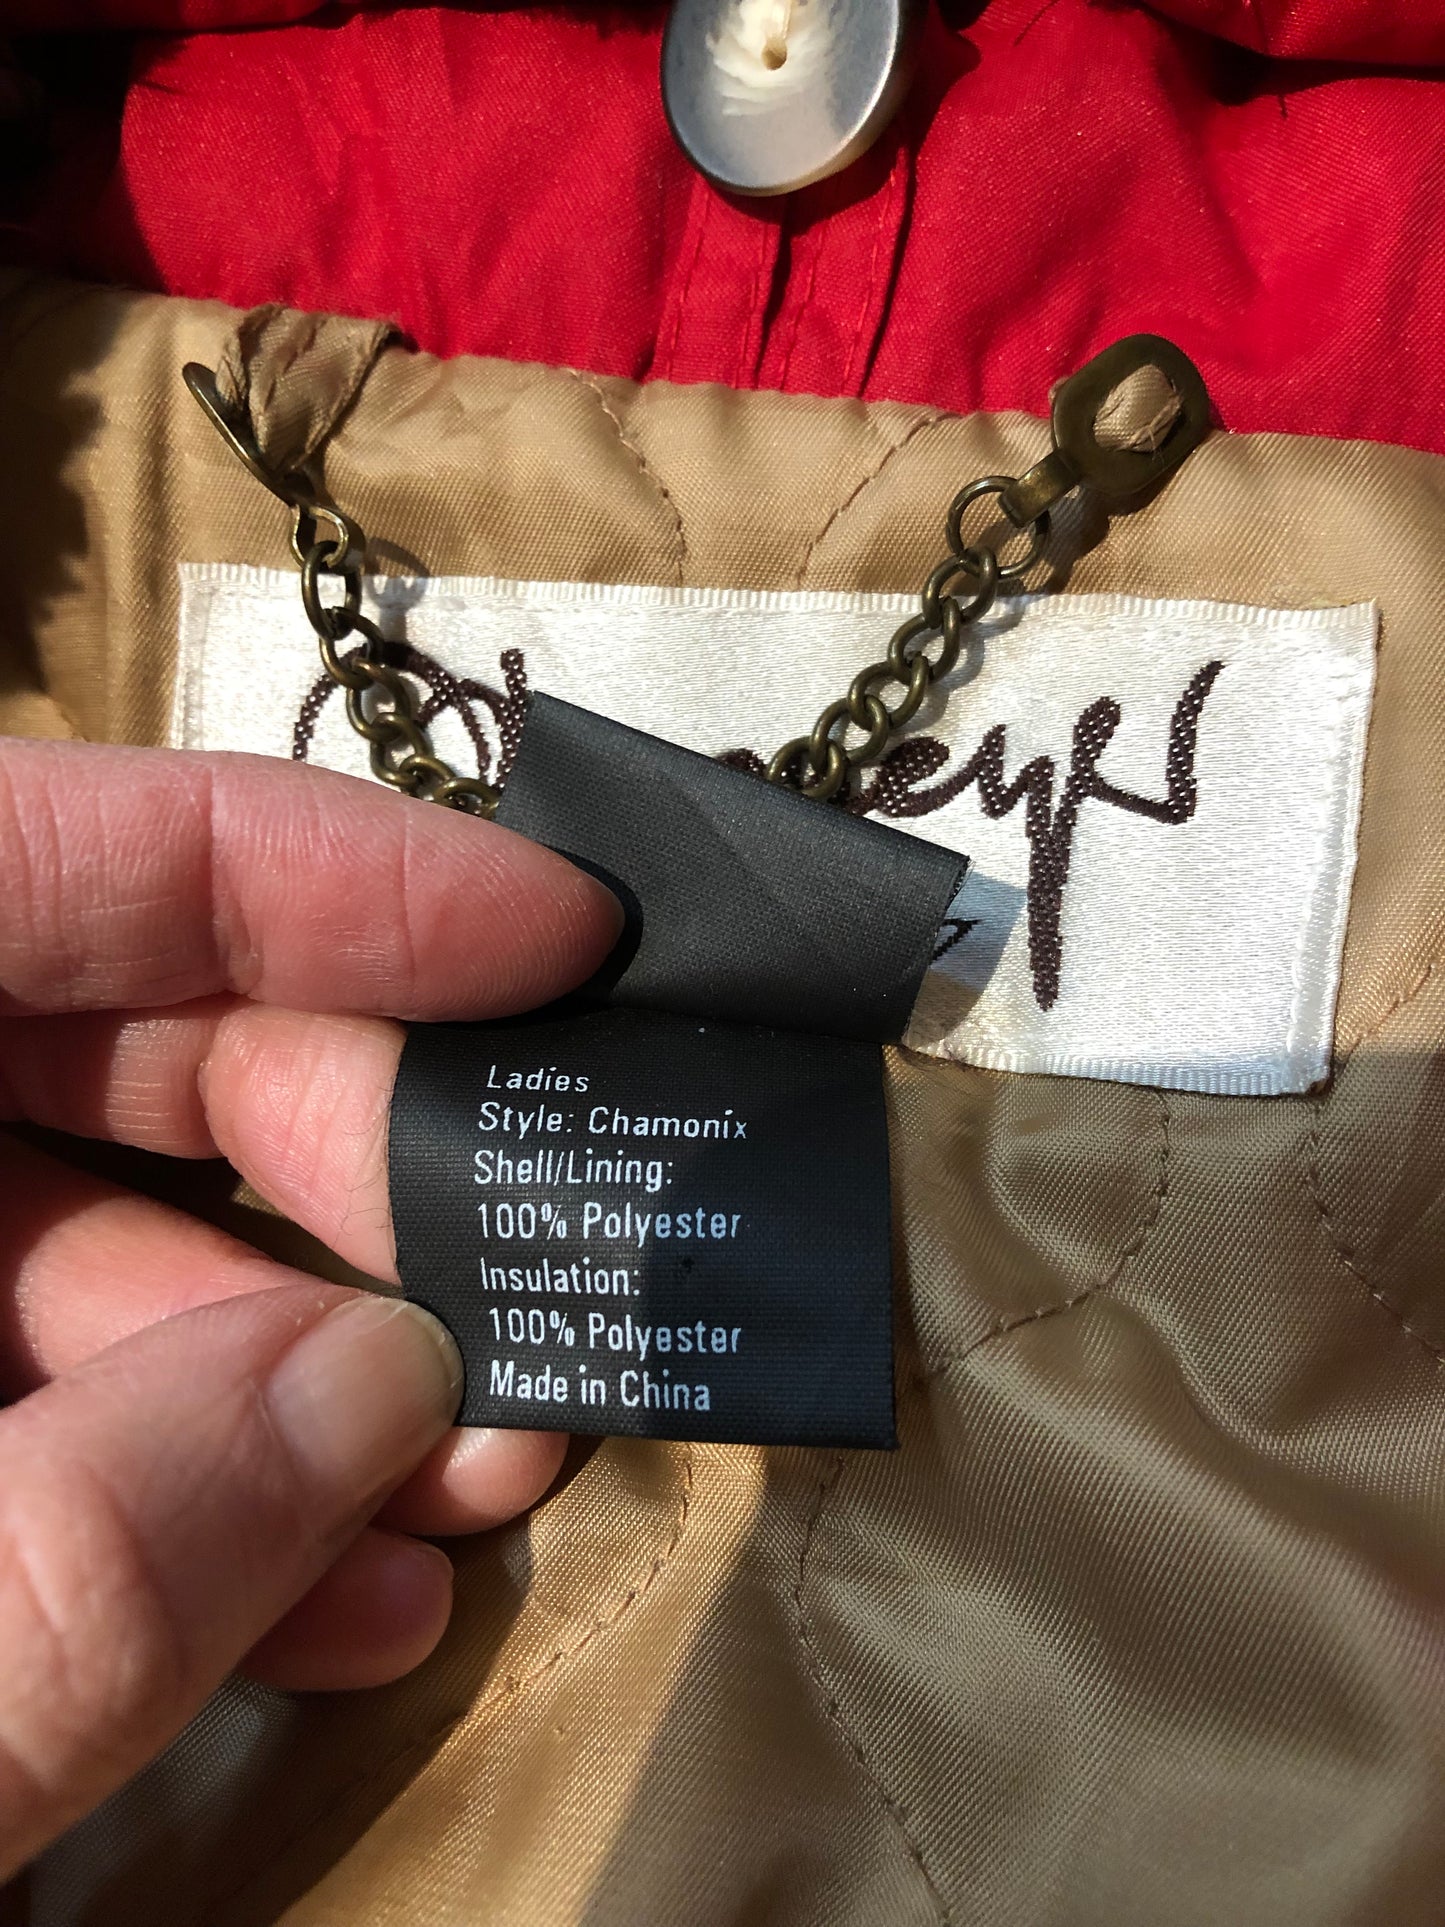 Ladies
Style: Chamonix
Shell/Lining:
100% Polyester
Insulation:
100% Polyester
Made in China